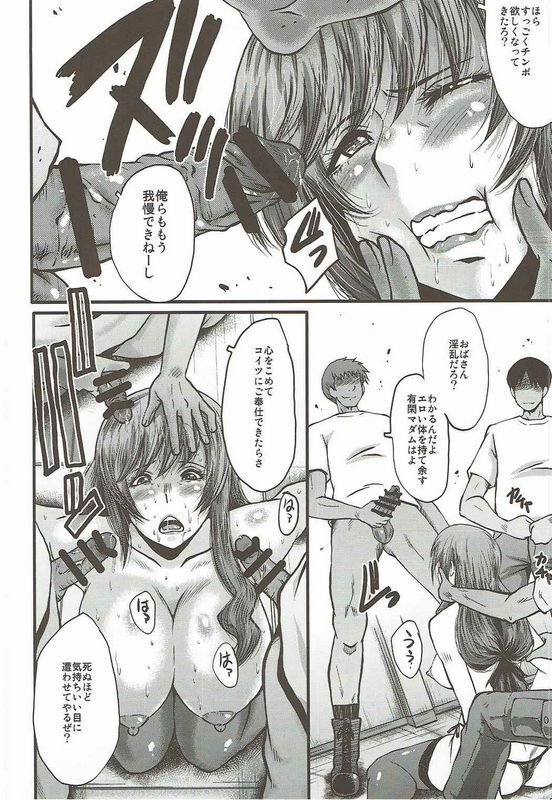 ほら
すっごくチンポ
欲しくなって
きたろ?
俺らももう
我慢できねーし
おばさん
淫乱だろ?
わかるんだよ
エロい体を持て余す
有閑マダムはよ
うっ?
心をこめて
コイツにご奉仕できたらさ
は?
は?
は?
死ぬほど
気持ちいい目に
遭わせてやるぜ?